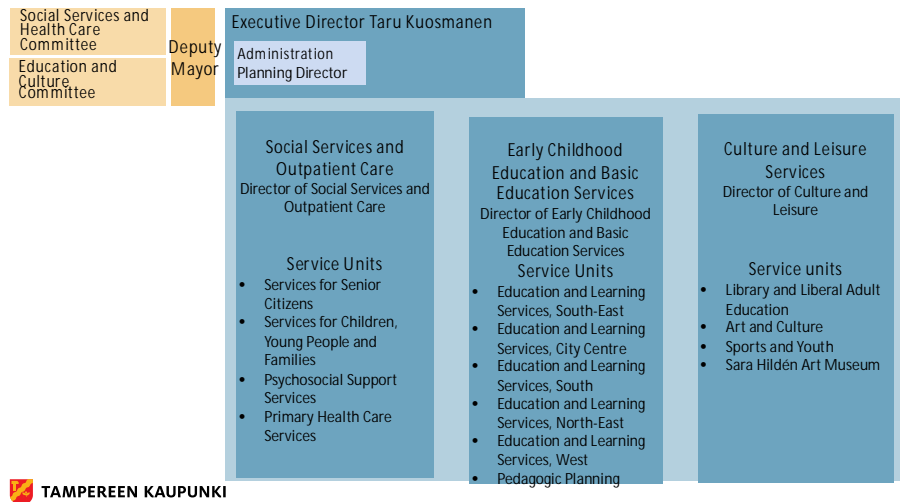 Social Services and
Health Care
Committee
Education and
Culture
Committee
Deputy
Mayor
Executive Director Taru Kuosmanen
Administration
Planning Director
Social Services and
Outpatient Care
Director of Social Services and
Outpatient Care
Service Units
• Services for Senior
Citizens
• Services for Children,
Young People and
Families
• Psychosocial Support
Services
• Primary Health Care
Services
Early Childhood
Education and Basic
Education Services
Director of Early Childhood
Education and Basic
Education Services
Service Units
• Education and Learning
Services, South-East
• Education and Learning
Services, City Centre
• Education and Learning
Services, South
• Education and Learning
Services, North-East
• Education and Learning
Services, West
• Pedagogic Planning
Culture and Leisure
Services
Director of Culture and
Leisure
Service units
• Library and Liberal Adult
Education
• Art and Culture
• Sports and Youth
• Sara Hildén Art Museum
TAMPEREEN KAUPUNKI